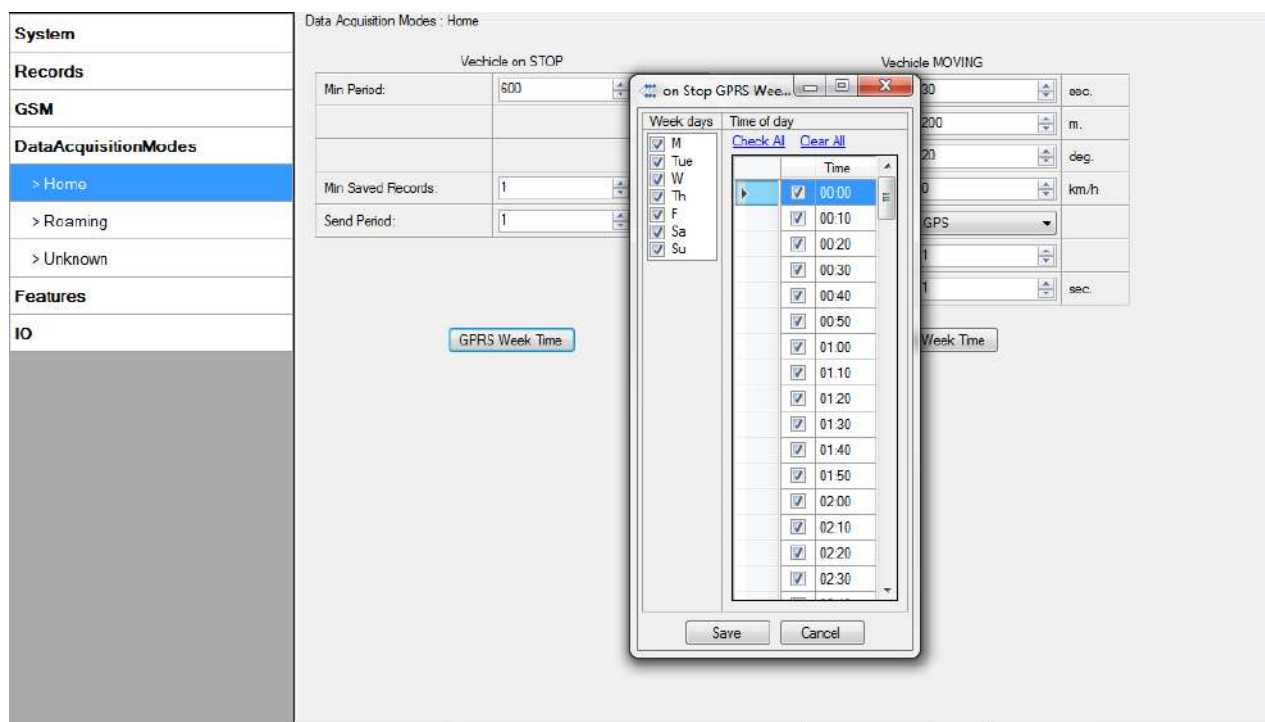 System
Records
GSM
DataAcquisitionModes
> Home
> Roaming
> Unknown
Features
IO
Data Acquisition Modes : Home
Vechicle on STOP
Min Period: 600
Min Saved Records: 1
Send Period: 1
GPRS Week Time
Vechicle MOVING
30 sec.
200 m.
20 deg.
0 km/h
GPS
1
1 sec.
Week Time
on Stop GPRS Wee...
Week days
M
Tue
W
Th
F
Sa
Su
Time of day
Check All Clear All
Time
00:00
00:10
00:20
00:30
00:40
00:50
01:00
01:10
01:20
01:30
01:40
01:50
02:00
02:10
02:20
02:30
Save Cancel